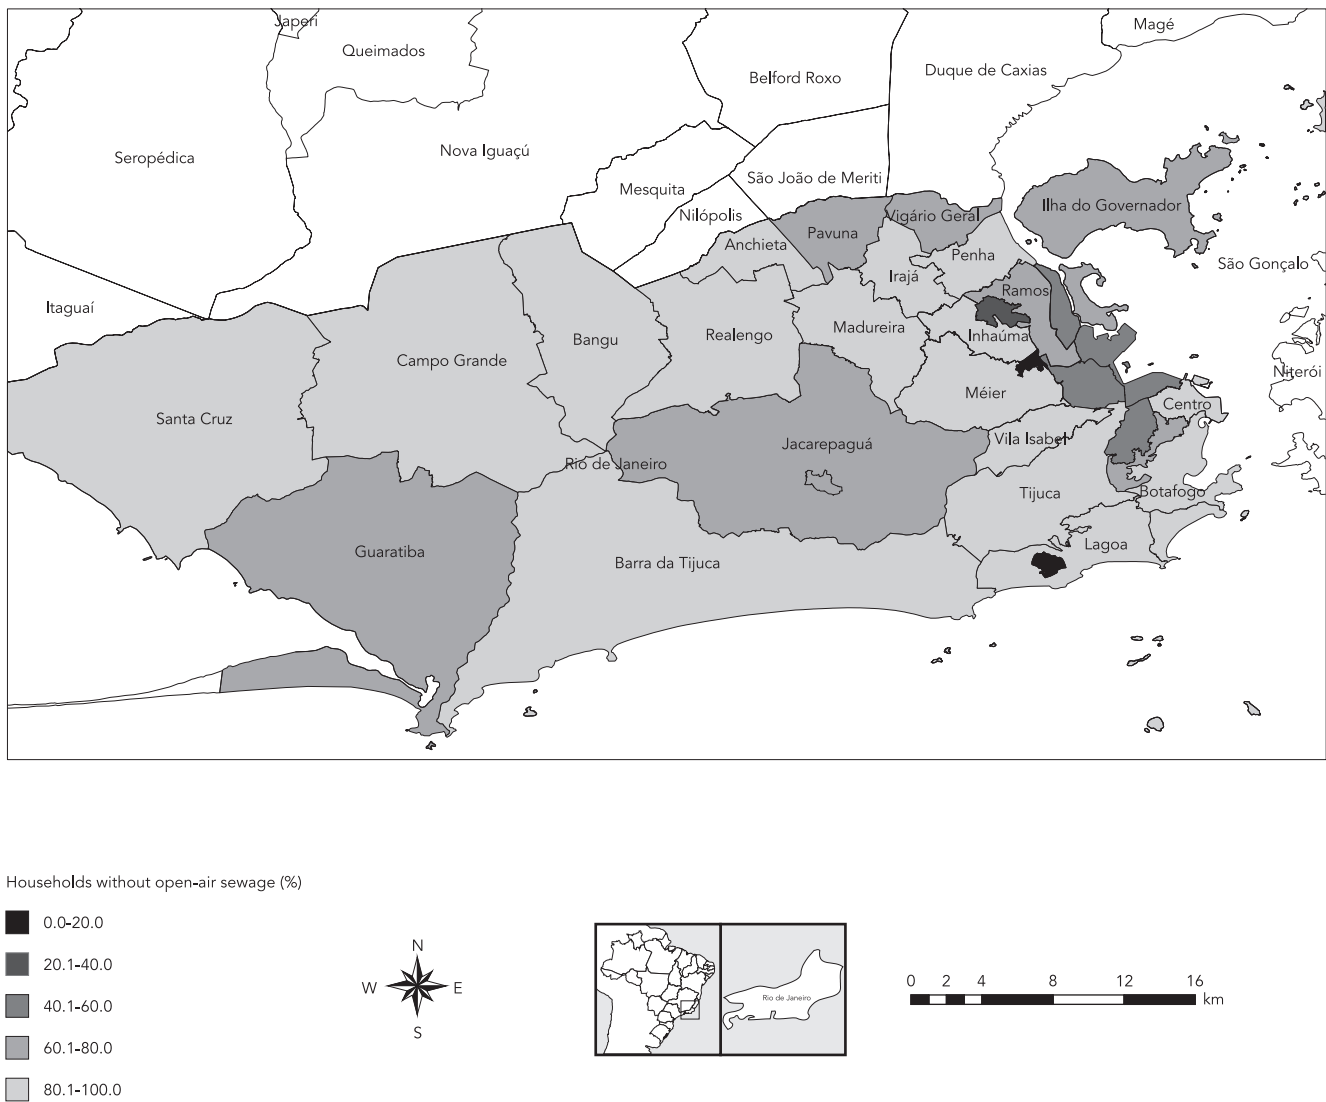 Japeri
Magé
Queimados
Belford Roxo
Duque de Caxias
Seropédica
Nova Iguaçú
Mesquita
São João de Meriti
Nilópolis
Ilha do Governador
Vigário Geral
Pavuna
Anchieta
Penha
São Gonçalo
Irajá
Ramos
Itaguaí
Realengo
Madureira
Inhaúma
Bangu
Campo Grande
Niterói
Méier
Centro
Santa Cruz
Vila Isabel
Jacarepaguá
Rio de Janeiro
Tijuca
Botafogo
Guaratiba
Lagoa
Barra da Tijuca
Households without open-air sewage (%)
0.0-20.0
20.1-40.0
40.1-60.0
60.1-80.0
80.1-100.0
N
W E
S
Rio de Janeiro
0 2 4 8 12 16
km